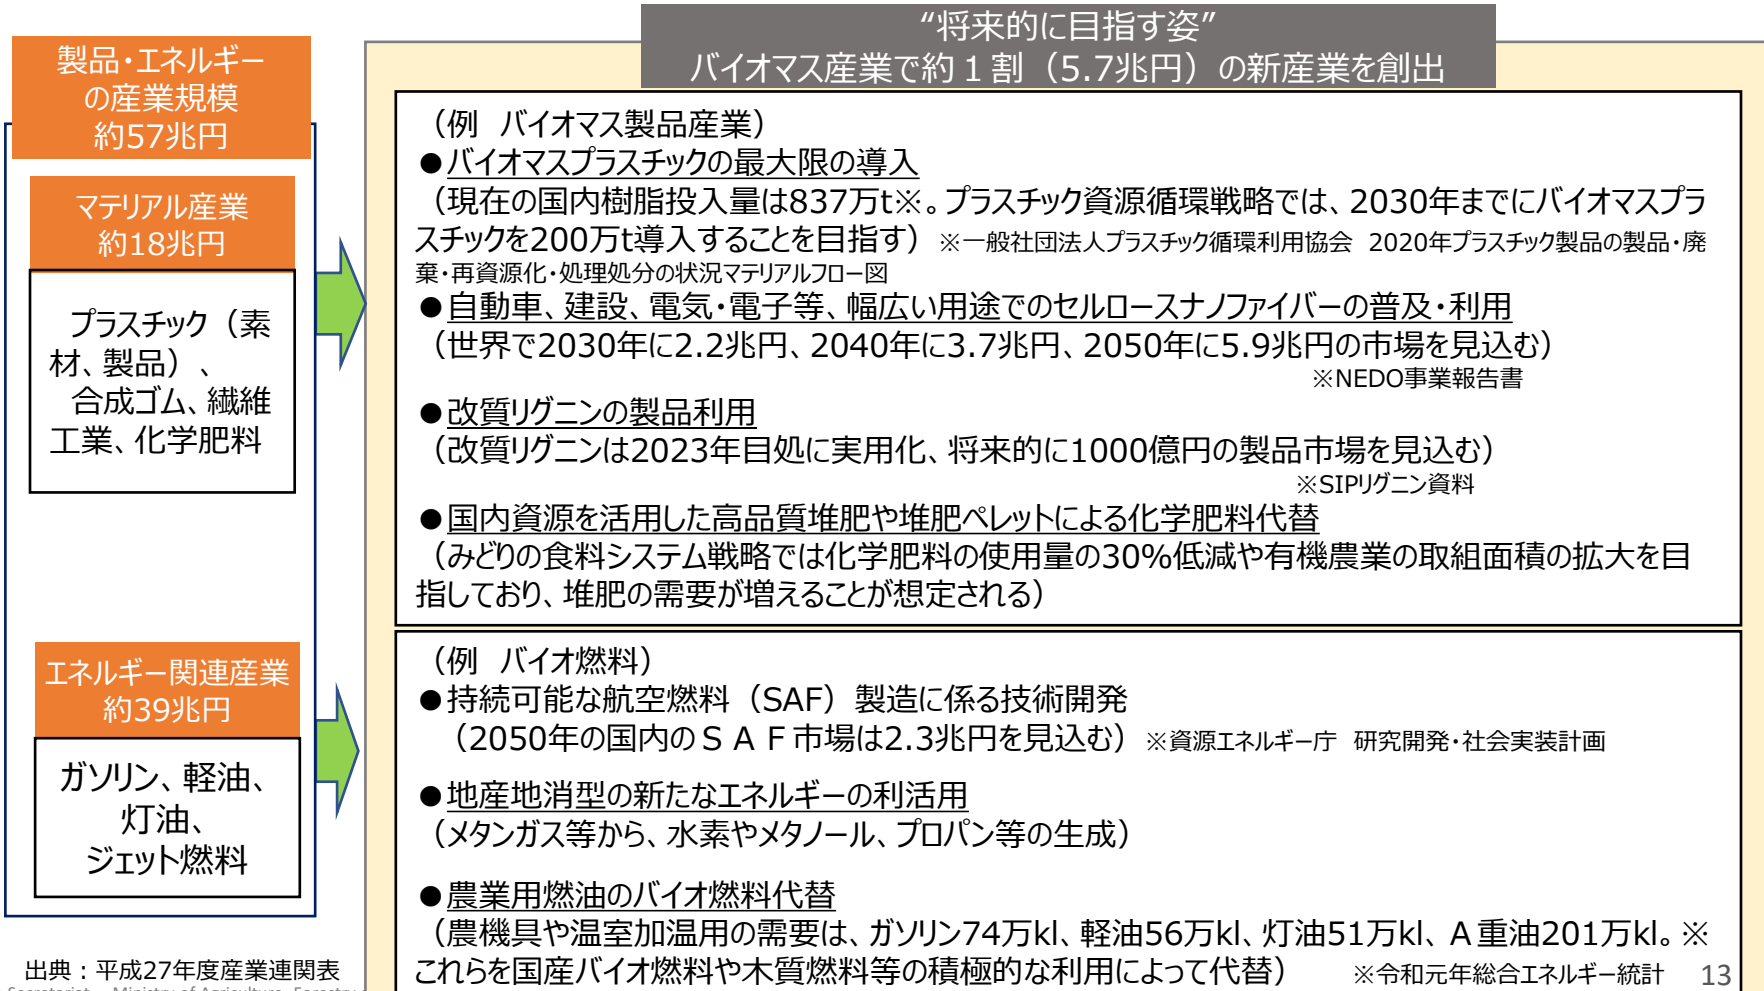 “将来的に目指す姿”
バイオマス産業で約１割（5.7兆円）の新産業を創出
製品・エネルギー
の産業規模
約57兆円
マテリアル産業
約18兆円
プラスチック（素
材、製品）、
合成ゴム、繊維
工業、化学肥料
エネルギー関連産業
約39兆円
ガソリン、軽油、
灯油、
ジェット燃料
出典：平成27年度産業連関表
（例　バイオマス製品産業）
●バイオマスプラスチックの最大限の導入
（現在の国内樹脂投入量は837万t※。プラスチック資源循環戦略では、2030年までにバイオマスプラ
スチックを200万t導入することを目指す）※一般社団法人プラスチック循環利用協会　2020年プラスチック製品の製品・廃
棄・再資源化・処理処分の状況マテリアルフロー図
●自動車、建設、電気・電子等、幅広い用途でのセルロースナノファイバーの普及・利用
（世界で2030年に2.2兆円、2040年に3.7兆円、2050年に5.9兆円の市場を見込む）
※NEDO事業報告書
●改質リグニンの製品利用
（改質リグニンは2023年目処に実用化、将来的に1000億円の製品市場を見込む）
※SIPリグニン資料
●国内資源を活用した高品質堆肥や堆肥ペレットによる化学肥料代替
（みどりの食料システム戦略では化学肥料の使用量の30%低減や有機農業の取組面積の拡大を目
指しており、堆肥の需要が増えることが想定される）
（例　バイオ燃料）
●持続可能な航空燃料（SAF）製造に係る技術開発
（2050年の国内のＳＡＦ市場は2.3兆円を見込む）※資源エネルギー庁　研究開発・社会実装計画
●地産地消型の新たなエネルギーの利活用
（メタンガス等から、水素やメタノール、プロパン等の生成）
●農業用燃油のバイオ燃料代替
（農機具や温室加温用の需要は、ガソリン74万kl、軽油56万kl、灯油51万kl、Ａ重油201万kl。※
これらを国産バイオ燃料や木質燃料等の積極的な利用によって代替）　※令和元年総合エネルギー統計
13